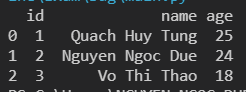 id name age
0 1 Quach Huy Tung 25
1 2 Nguyen Ngoc Due 24
2 3 Vo Thi Thao 18